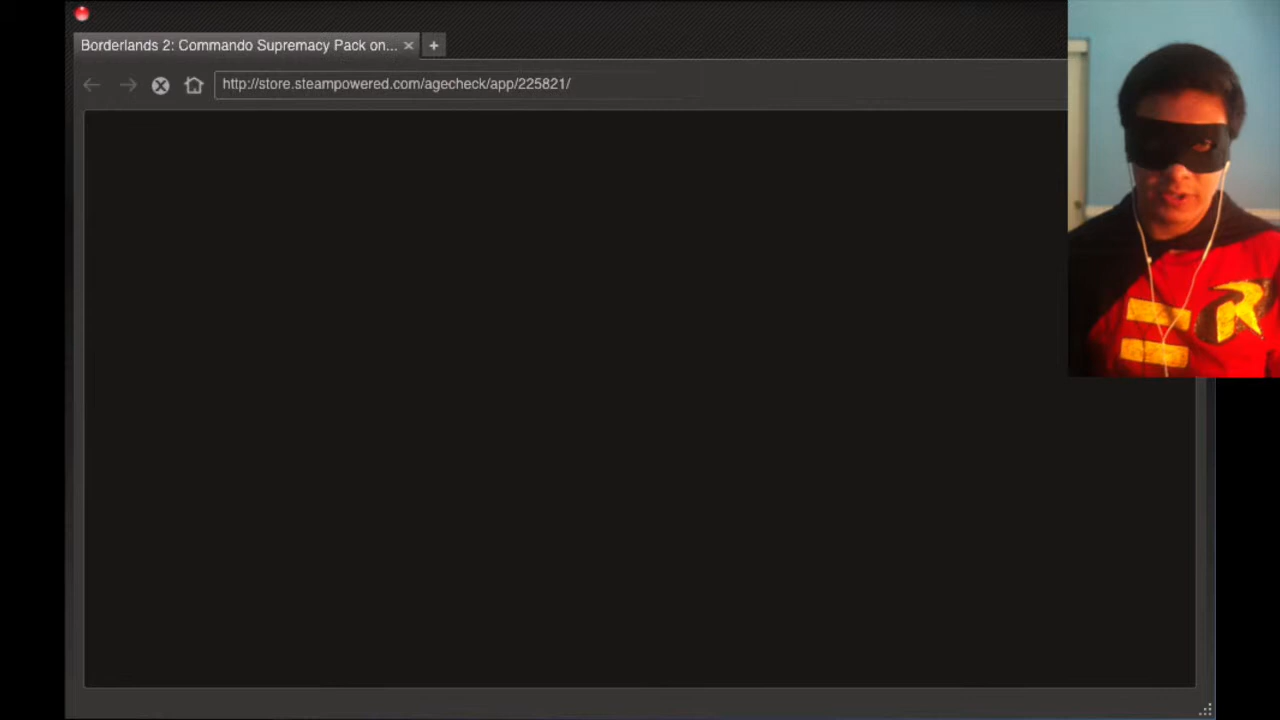 Borderlands 2: Commando Supremacy Pack on...
http://store.steampowered.com/agecheck/app/225821/
R